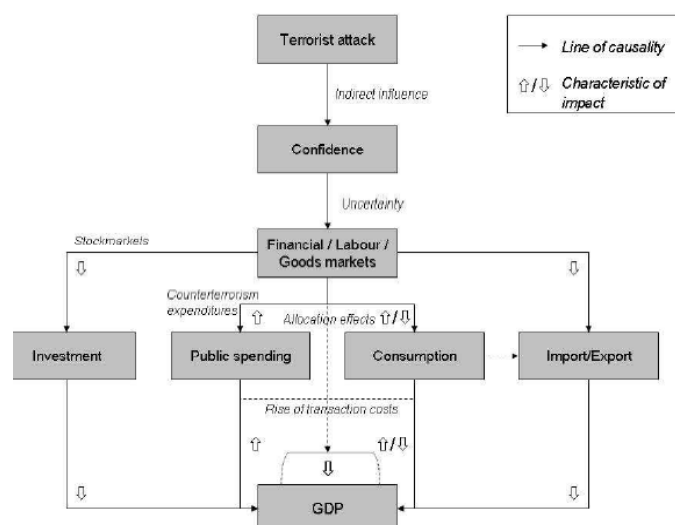 Terrorist attack
Line of causality
Characteristic of
impact
Indirect influence
Confidence
Uncertainty
Financial / Labour /
Goods markets
Stockmarkets
Counterterrorism
expenditures
Allocation effects
Investment
Public spending
Consumption
Import/Export
Rise of transaction costs
GDP